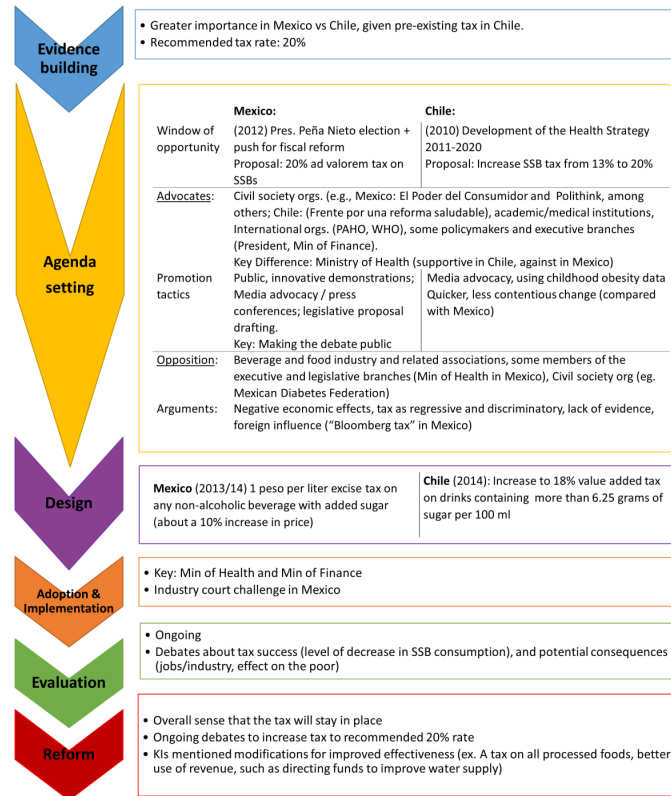 Evidence
building
• Greater importance in Mexico vs Chile, given pre-existing tax in Chile.
• Recommended tax rate: 20%
Agenda
setting
Mexico:
Chile:
Window of
opportunity
(2012) Pres. Peña Nieto election +
push for fiscal reform
Proposal: 20% ad valorem tax on
SSBs
(2010) Development of the Health Strategy
2011-2020
Proposal: Increase SSB tax from 13% to 20%
Advocates:
Civil society orgs. (e.g., Mexico: El Poder del Consumidor and Polithink, among
others; Chile: (Frente por una reforma saludable), academic/medical institutions,
International orgs. (PAHO, WHO), some policymakers and executive branches
(President, Min of Finance).
Key Difference: Ministry of Health (supportive in Chile, against in Mexico)
Promotion
tactics
Public, innovative demonstrations;
Media advocacy / press
conferences; legislative proposal
drafting.
Key: Making the debate public
Media advocacy, using childhood obesity data
Quicker, less contentious change (compared
with Mexico)
Opposition:
Beverage and food industry and related associations, some members of the
executive and legislative branches (Min of Health in Mexico), Civil society org (eg.
Mexican Diabetes Federation)
Arguments:
Negative economic effects, tax as regressive and discriminatory, lack of evidence,
foreign influence (“Bloomberg tax” in Mexico)
Design
Mexico (2013/14) 1 peso per liter excise tax on
any non-alcoholic beverage with added sugar
(about a 10% increase in price)
Chile (2014): Increase to 18% value added tax
on drinks containing more than 6.25 grams of
sugar per 100 ml
Adoption &
Implementation
• Key: Min of Health and Min of Finance
• Industry court challenge in Mexico
Evaluation
• Ongoing
• Debates about tax success (level of decrease in SSB consumption), and potential consequences
(jobs/industry, effect on the poor)
Reform
• Overall sense that the tax will stay in place
• Ongoing debates to increase tax to recommended 20% rate
• KIs mentioned modifications for improved effectiveness (ex. A tax on all processed foods, better
use of revenue, such as directing funds to improve water supply)